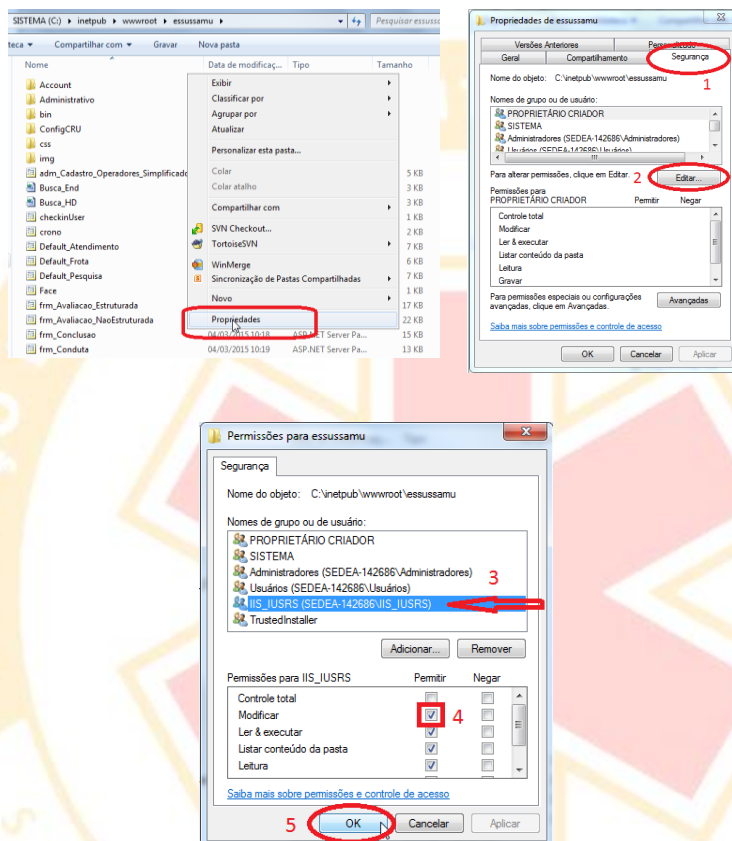 SISTEMA (C:) ▸ inetpub ▸ wwwroot ▸ essussamu ▸
Pesquisar essussa
teca Compartilhar com Gravar Nova pasta
Nome Data de modificaç... Tipo Tamanho
Account
Administrativo
bin
ConfigCRU
css
img
adm_Cadastro_Operadores_Simplificado 5 KB
Busca_End 3 KB
Busca_HD 3 KB
checkinUser 1 KB
crono 2 KB
Default_Atendimento 7 KB
Default_Frota 6 KB
Default_Pesquisa 7 KB
Face 1 KB
frm_Avaliacao_Estruturada 17 KB
frm_Avaliacao_NaoEstruturada 22 KB
frm_Conclusao 04/03/2015 10:18 ASP.NET Server Pa... 15 KB
frm_Conduta 04/03/2015 10:19 ASP.NET Server Pa... 13 KB
Exibir
Classificar por
Agrupar por
Atualizar
Personalizar esta pasta...
Colar
Colar atalho
Compartilhar com
SVN Checkout...
TortoiseSVN
WinMerge
Sincronização de Pastas Compartilhadas
Novo
Propriedades
Propriedades de essussamu
Versões Anteriores
Geral Compartilhamento Segurança
1
Nome do objeto: C:\inetpub\wwwroot\essussamu
Nomes de grupo ou de usuário:
PROPRIETÁRIO CRIADOR
SISTEMA
Administradores (SEDEA-142686\Administradores)
Usuários (SEDEA-142686\Usuários)
Para alterar permissões, clique em Editar. 2 Editar...
Permissões para
PROPRIETÁRIO CRIADOR Permitir Negar
Controle total
Modificar
Ler & executar
Listar conteúdo da pasta
Leitura
Gravar
Para permissões especiais ou configurações
avançadas, clique em Avançadas. Avançadas
Saiba mais sobre permissões e controle de acesso
OK Cancelar Aplicar
Permissões para essussamu
Segurança
Nome do objeto: C:\inetpub\wwwroot\essussamu
Nomes de grupo ou de usuário:
PROPRIETÁRIO CRIADOR
SISTEMA
Administradores (SEDEA-142686\Administradores)
3
Usuários (SEDEA-142686\Usuários)
IIS_IUSRS (SEDEA-142686\IIS_IUSRS)
TrustedInstaller
Adicionar... Remover
Permissões para IIS_IUSRS Permitir Negar
Controle total
Modificar 4
Ler & executar
Listar conteúdo da pasta
Leitura
Saiba mais sobre permissões e controle de acesso
5 OK Cancelar Aplicar